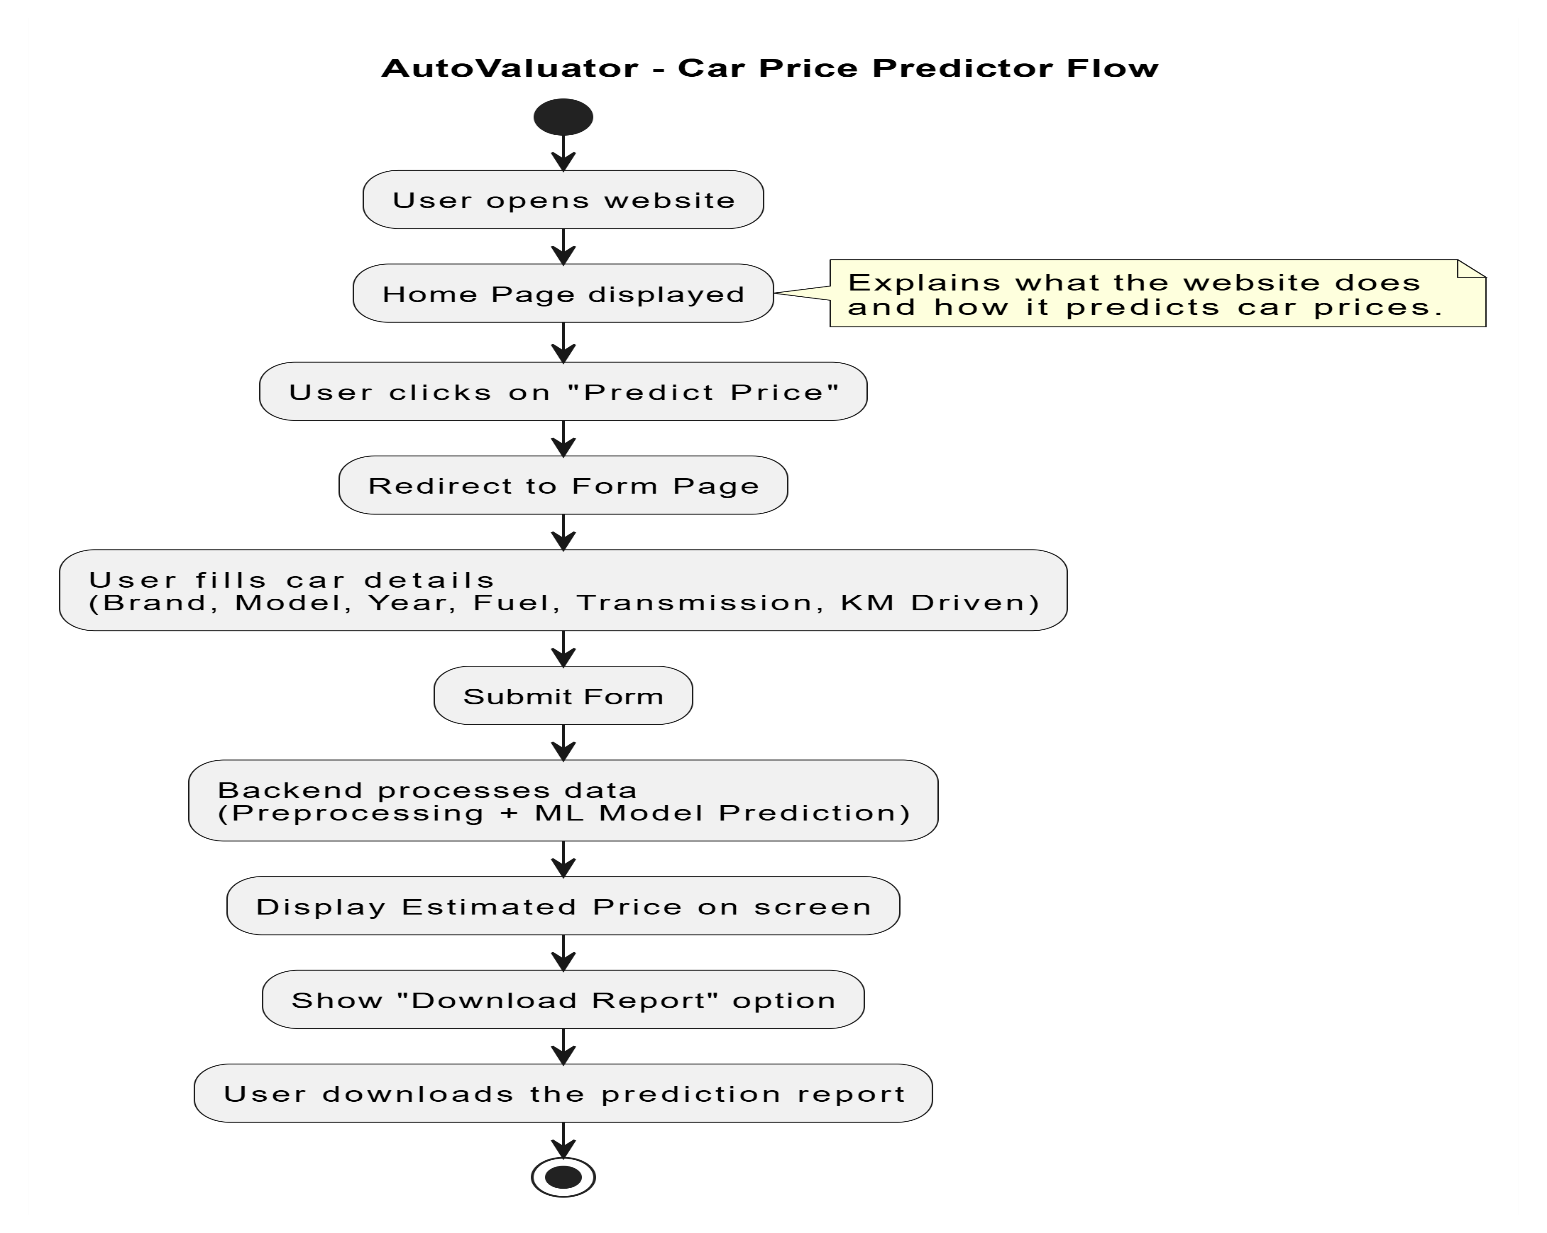 AutoValuator - Car Price Predictor Flow
User opens website
Home Page displayed
Explains what the website does
and how it predicts car prices.
User clicks on "Predict Price"
Redirect to Form Page
User fills car details
(Brand, Model, Year, Fuel, Transmission, KM Driven)
Submit Form
Backend processes data
(Preprocessing + ML Model Prediction)
Display Estimated Price on screen
Show "Download Report" option
User downloads the prediction report